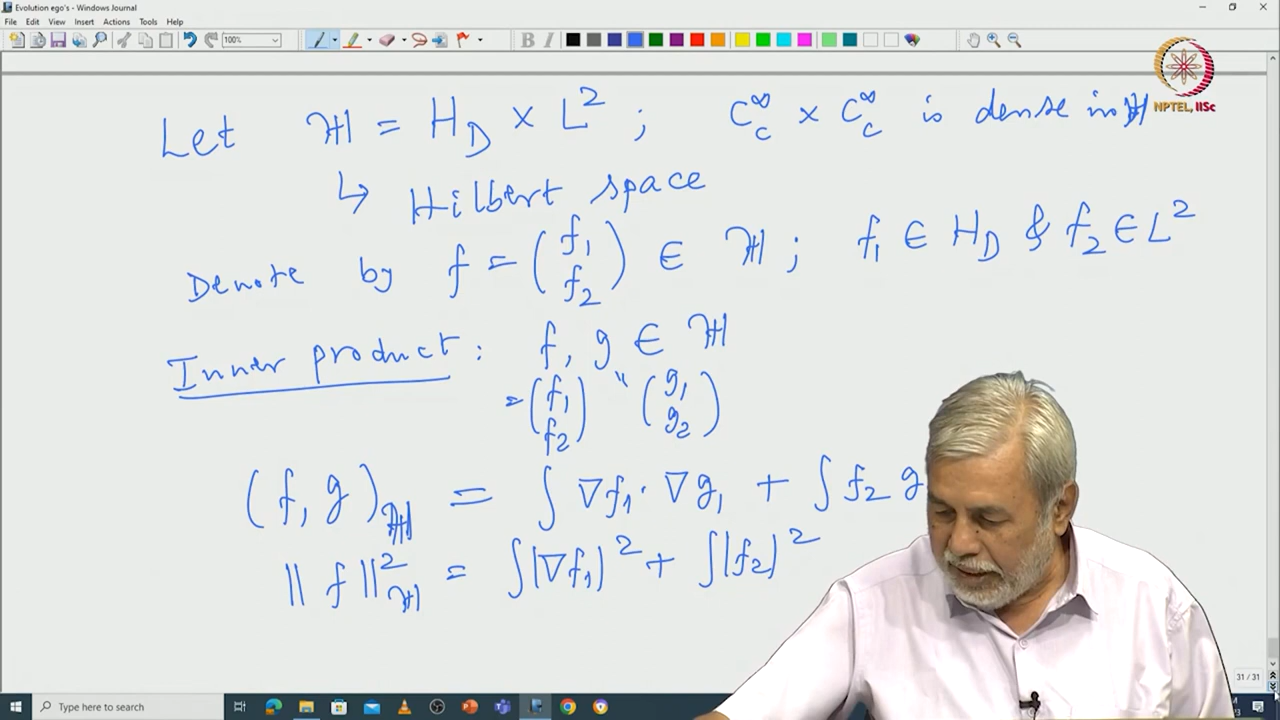 Evolution eqo's - Windows Journal
File Edit View Insert Actions Tools Help
100%
B I
NPTEL, IISc
Let ℋ = H_D × L² ; C_c^∞ × C_c^∞ is dense in ℋ
↳ Hilbert space
Denote by f = (f₁ f₂) ∈ ℋ ; f₁ ∈ H_D & f₂ ∈ L²
Inner product : f, g ∈ ℋ
= (f₁ f₂) " (g₁ g₂)
(f, g)_ℋ = ∫ ∇f₁ · ∇g₁ + ∫ f₂ g
‖ f ‖²_ℋ = ∫|∇f₁|² + ∫|f₂|²
31 / 31
Type here to search